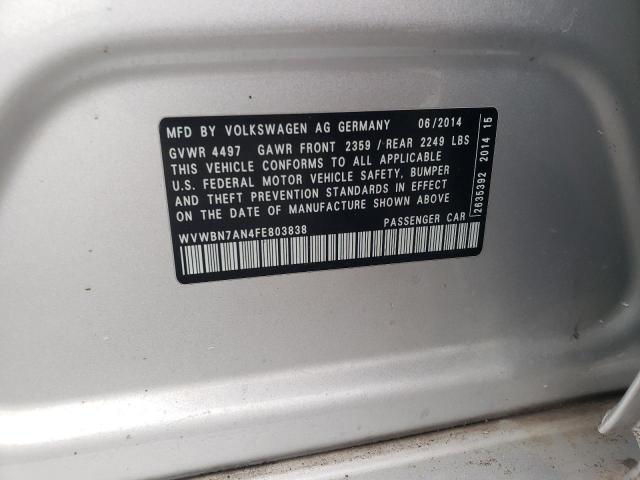 MFD BY VOLKSWAGEN AG GERMANY 06/2014
GVWR 4497 GAWR FRONT 2359 / REAR 2249 LBS
THIS VEHICLE CONFORMS TO ALL APPLICABLE
U.S. FEDERAL MOTOR VEHICLE SAFETY, BUMPER
AND THEFT PREVENTION STANDARDS IN EFFECT
ON THE DATE OF MANUFACTURE SHOWN ABOVE.
WVWBN7AN4FE803838 PASSENGER CAR
2635392 2014 15